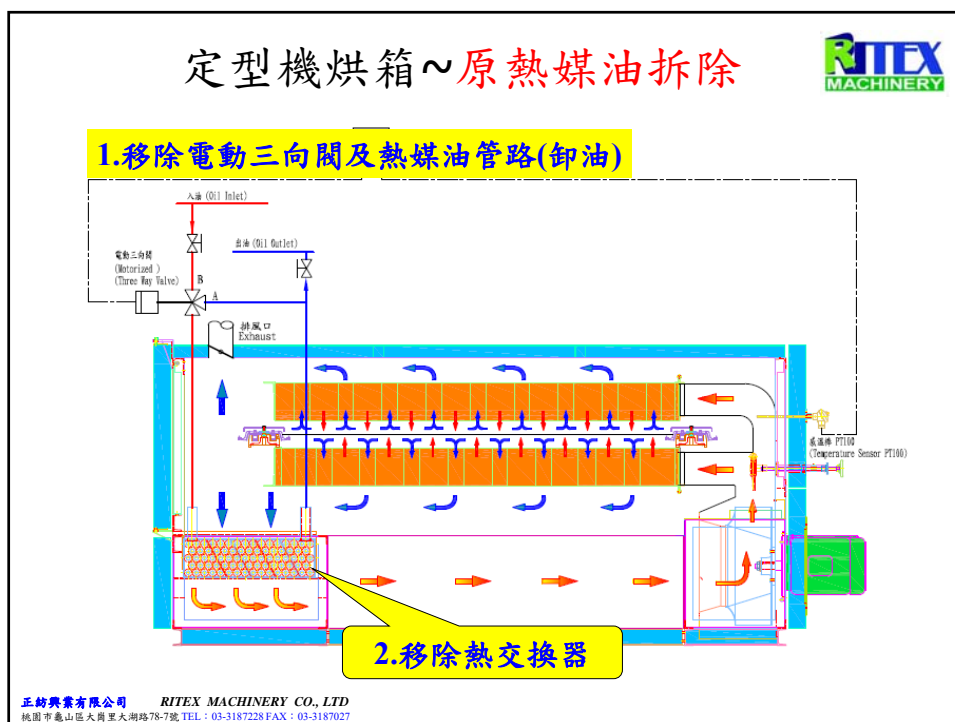 定型機烘箱~原熱媒油拆除
RITEX
MACHINERY
1.移除電動三向閥及熱媒油管路(卸油)
入油 (Oil Inlet)
出油 (Oil Outlet)
電動三向閥
(Motorized )
(Three Way Valve)
B
A
排風口
Exhaust
感溫棒 PT100
(Temperature Sensor PT100)
2.移除熱交換器
正紡興業有限公司 RITEX MACHINERY CO., LTD
桃園市龜山區大崗里大湖路78-7號 TEL：03-3187228 FAX：03-3187027